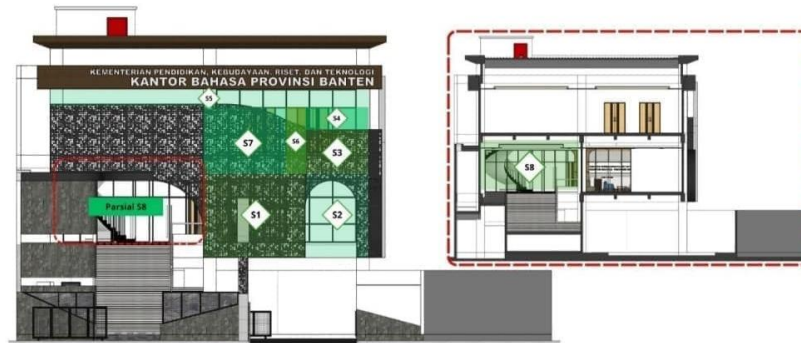 KEMENTERIAN PENDIDIKAN, KEBUDAYAAN, RISET, DAN TEKNOLOGI
KANTOR BAHASA PROVINSI BANTEN
S5
S4
S6
S7
S3
Parsial S8
S1
S2
S8